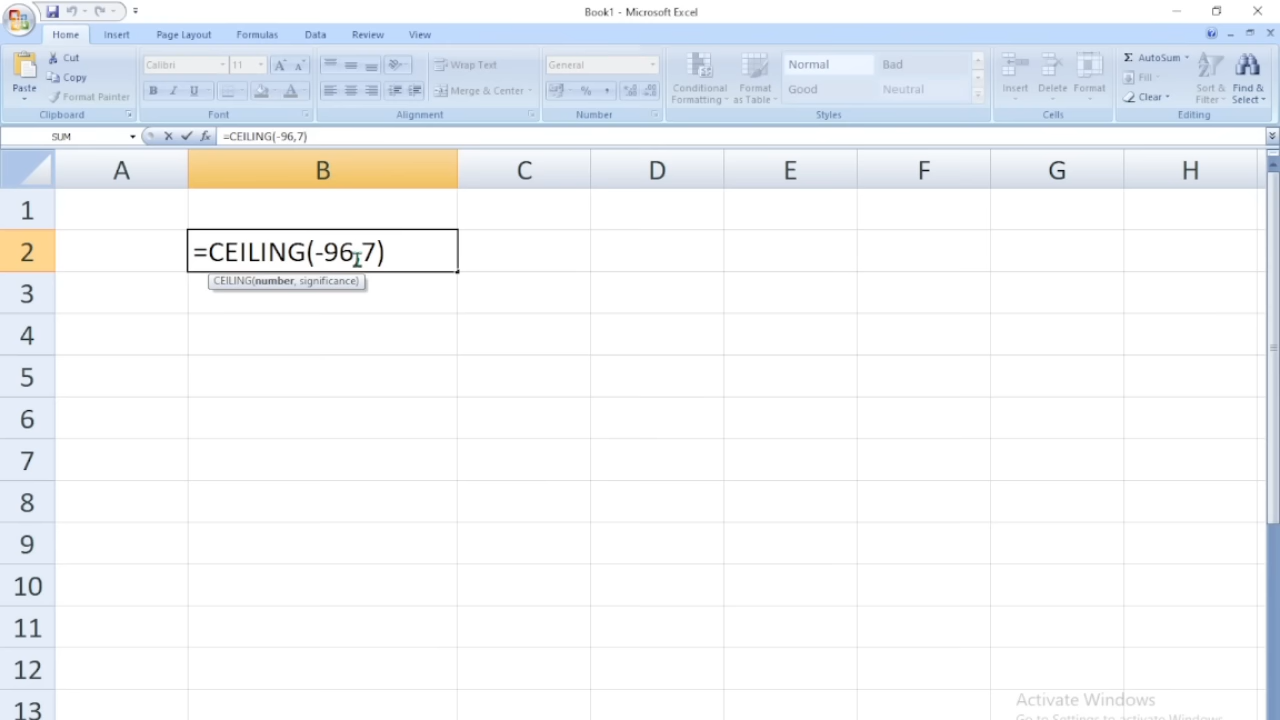 Book1 - Microsoft Excel
Home Insert Page Layout Formulas Data Review View
Paste
Cut
Copy
Format Painter
Clipboard
Calibri 11
B I U
Font
Wrap Text
Merge & Center
Alignment
General
%
Number
Conditional Formatting
Format as Table
Normal Bad
Good Neutral
Styles
Insert Delete Format
Cells
AutoSum
Fill
Clear
Sort & Filter
Find & Select
Editing
SUM fx =CEILING(-96,7)
A B C D E F G H
1
2 =CEILING(-96,7)
CEILING(number, significance)
3
4
5
6
7
8
9
10
11
12
13
Activate Windows
Go to Settings to activate Windows.